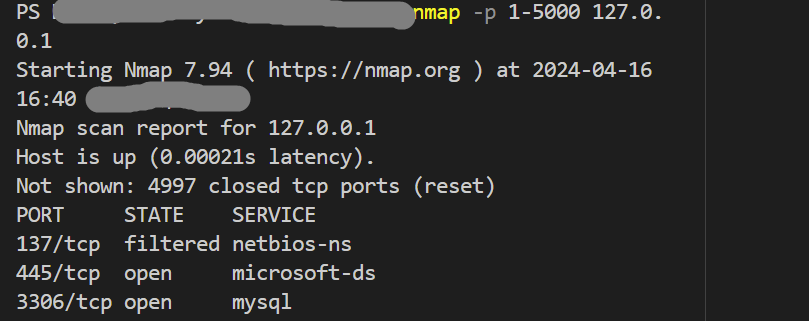 PS nmap -p 1-5000 127.0.
0.1
Starting Nmap 7.94 ( https://nmap.org ) at 2024-04-16
16:40
Nmap scan report for 127.0.0.1
Host is up (0.00021s latency).
Not shown: 4997 closed tcp ports (reset)
PORT STATE SERVICE
137/tcp filtered netbios-ns
445/tcp open microsoft-ds
3306/tcp open mysql